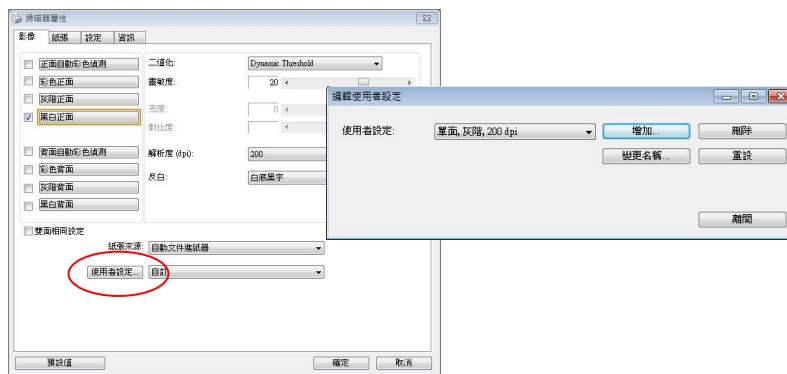 掃瞄器屬性
影像 紙張 設定 資訊
正面自動彩色偵測
彩色正面
灰階正面
黑白正面
背面自動彩色偵測
彩色背面
灰階背面
黑白背面
二值化: Dynamic Threshold
靈敏度: 20
亮度: 0
對比度:
解析度 (dpi): 200
反白: 白底黑字
雙面相同設定
紙張來源: 自動文件進紙器
使用者設定... 自訂
預設值 確定 取消
編輯使用者設定
使用者設定: 單面, 灰階, 200 dpi 增加... 刪除
變更名稱... 重設
離開